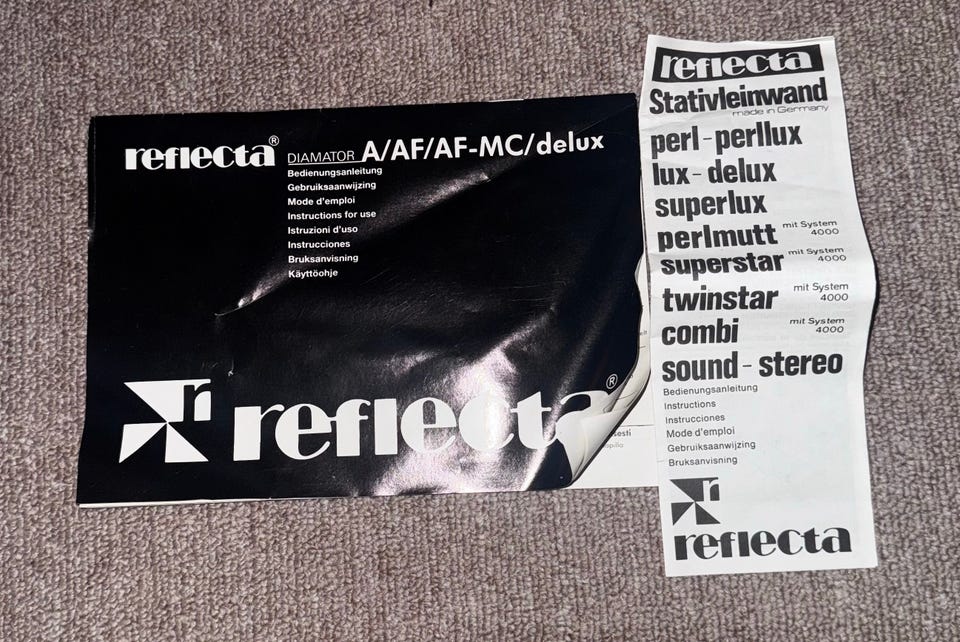 reflecta® DIAMATOR A/AF/AF-MC/delux
Bedienungsanleitung
Gebruiksaanwijzing
Mode d'emploi
Instructions for use
Istruzioni d'uso
Instrucciones
Bruksanvisning
Käyttöohje
r reflecta®
reflecta
Stativleinwand
made in Germany
perl - perllux
lux - delux
superlux
perlmutt mit System 4000
superstar mit System 4000
twinstar mit System 4000
combi mit System 4000
sound - stereo
Bedienungsanleitung
Instructions
Instrucciones
Mode d'emploi
Gebruiksaanwijzing
Bruksanvisning
r
reflecta